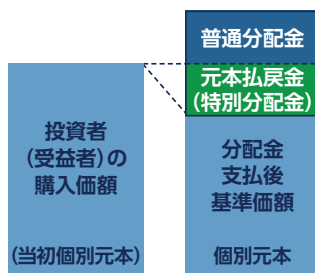 普通分配金
元本払戻金
(特別分配金)
投資者
(受益者)の
購入価額
(当初個別元本)
分配金
支払後
基準価額
個別元本